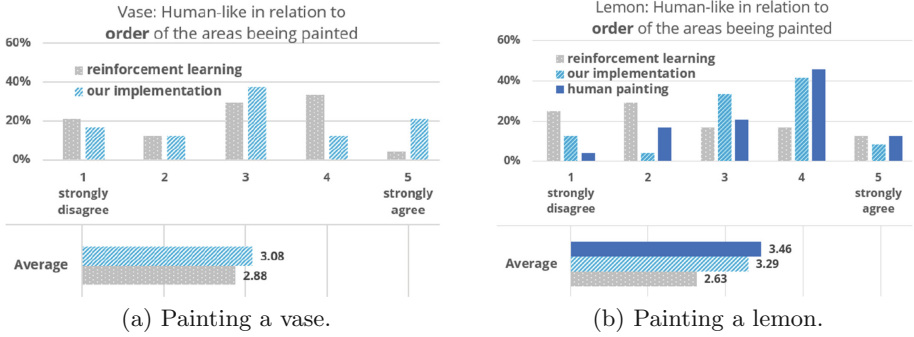 Vase: Human-like in relation to
order of the areas beeing painted
60%
40%
20%
0%
reinforcement learning
our implementation
1
strongly
disagree
2
3
4
5
strongly
agree
Average
3.08
2.88
(a) Painting a vase.
Lemon: Human-like in relation to
order of the areas beeing painted
60%
40%
20%
0%
reinforcement learning
our implementation
human painting
1
strongly
disagree
2
3
4
5
strongly
agree
Average
3.46
3.29
2.63
(b) Painting a lemon.